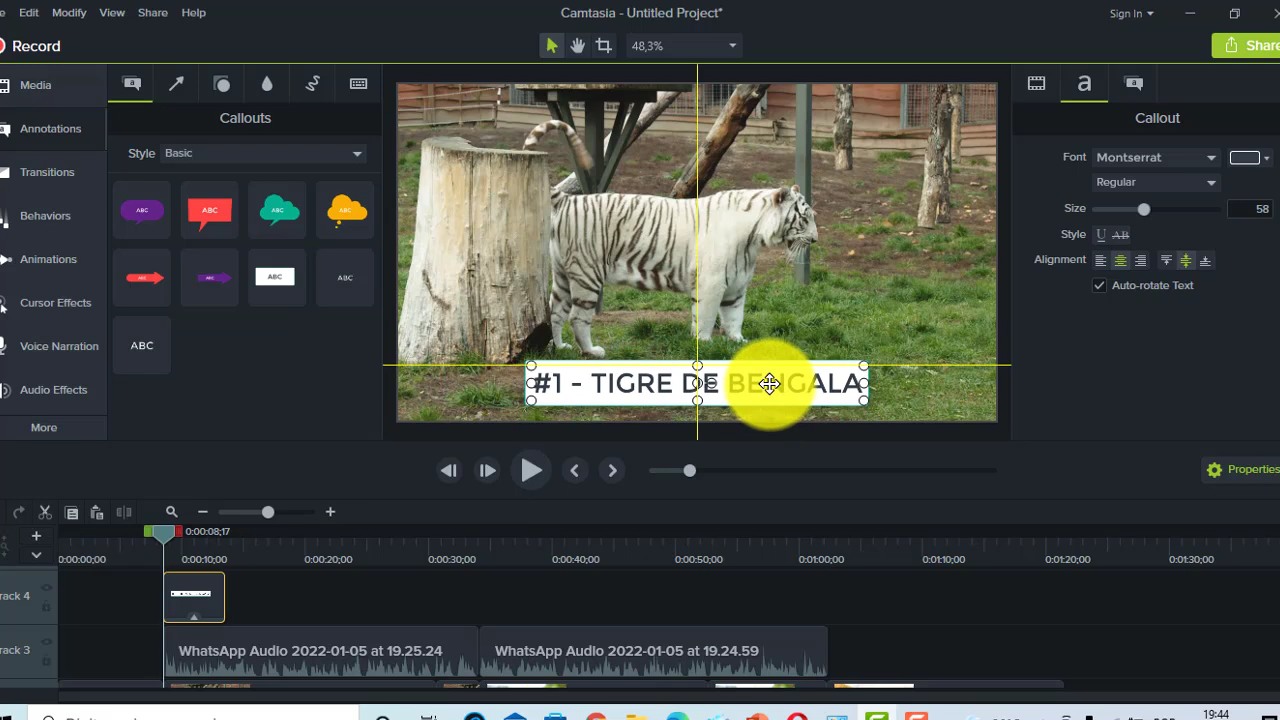 Edit Modify View Share Help
Camtasia - Untitled Project*
Sign In
Record
48,3%
Share
Media
Annotations
Transitions
Behaviors
Animations
Cursor Effects
Voice Narration
Audio Effects
More
Callouts
Style Basic
ABC ABC ABC ABC
ABC ABC ABC ABC
ABC
#1 - TIGRE DE BENGALA
Callout
Font Montserrat
Regular
Size 58
Style U AB
Alignment
Auto-rotate Text
Properties
0:00:08;17
0:00:00;00 0:00:10;00 0:00:20;00 0:00:30;00 0:00:40;00 0:00:50;00 0:01:00;00 0:01:10;00 0:01:20;00 0:01:30;00
rack 4
rack 3
WhatsApp Audio 2022-01-05 at 19.25.24
WhatsApp Audio 2022-01-05 at 19.24.59
19:44